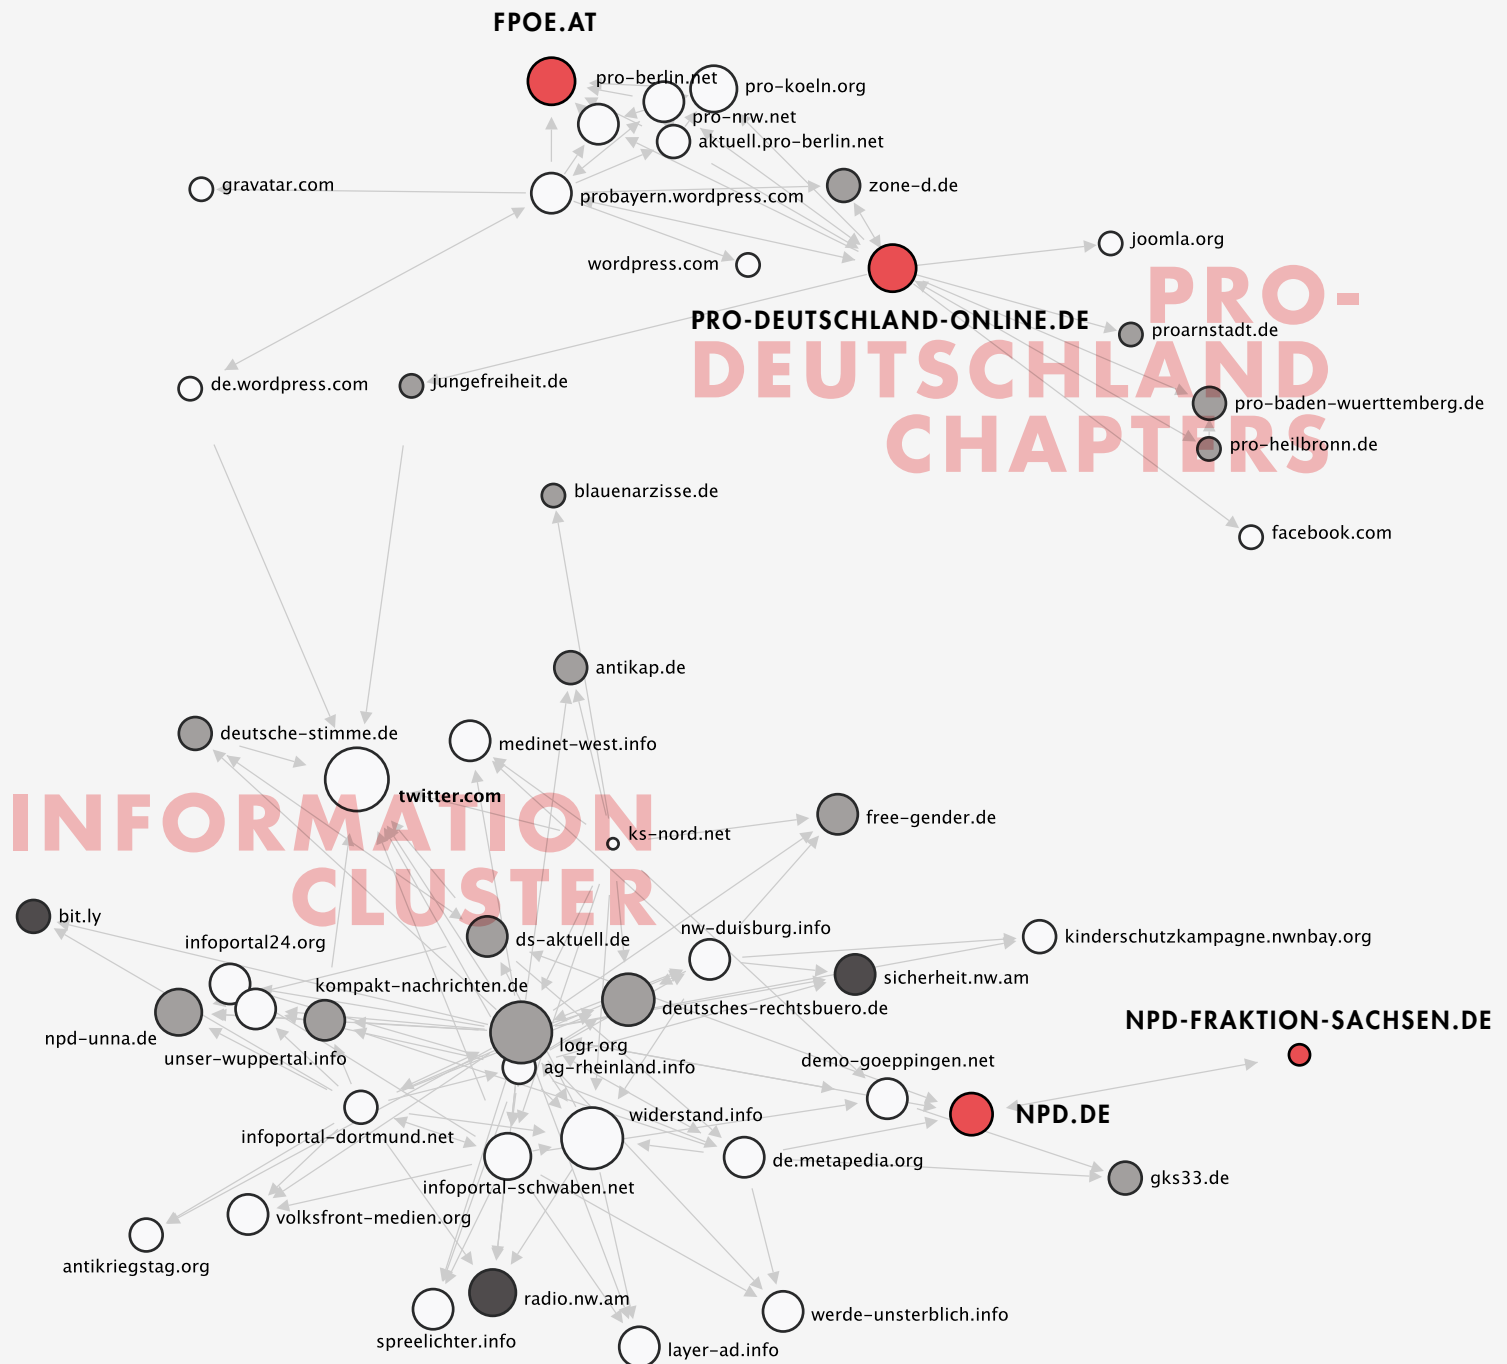 FPOE.AT
pro-berlin.net
pro-koeln.org
pro-nrw.net
aktuell.pro-berlin.net
gravatar.com
zone-d.de
probayern.wordpress.com
joomla.org
wordpress.com
PRO-
DEUTSCHLAND
CHAPTERS
PRO-DEUTSCHLAND-ONLINE.DE
proarnstadt.de
de.wordpress.com
jungefreiheit.de
pro-baden-wuerttemberg.de
pro-heilbronn.de
blauenarzisse.de
facebook.com
antikap.de
deutsche-stimme.de
medinet-west.info
twitter.com
INFORMATION
CLUSTER
free-gender.de
ks-nord.net
bit.ly
infoportal24.org
ds-aktuell.de
nw-duisburg.info
kinderschutzkampagne.nwnbay.org
kompakt-nachrichten.de
sicherheit.nw.am
deutsches-rechtsbuero.de
NPD-FRAKTION-SACHSEN.DE
npd-unna.de
unser-wuppertal.info
logr.org
ag-rheinland.info
demo-goeppingen.net
widerstand.info
NPD.DE
infoportal-dortmund.net
de.metapedia.org
gks33.de
infoportal-schwaben.net
volksfront-medien.org
antikriegstag.org
radio.nw.am
werde-unsterblich.info
spreelichter.info
layer-ad.info